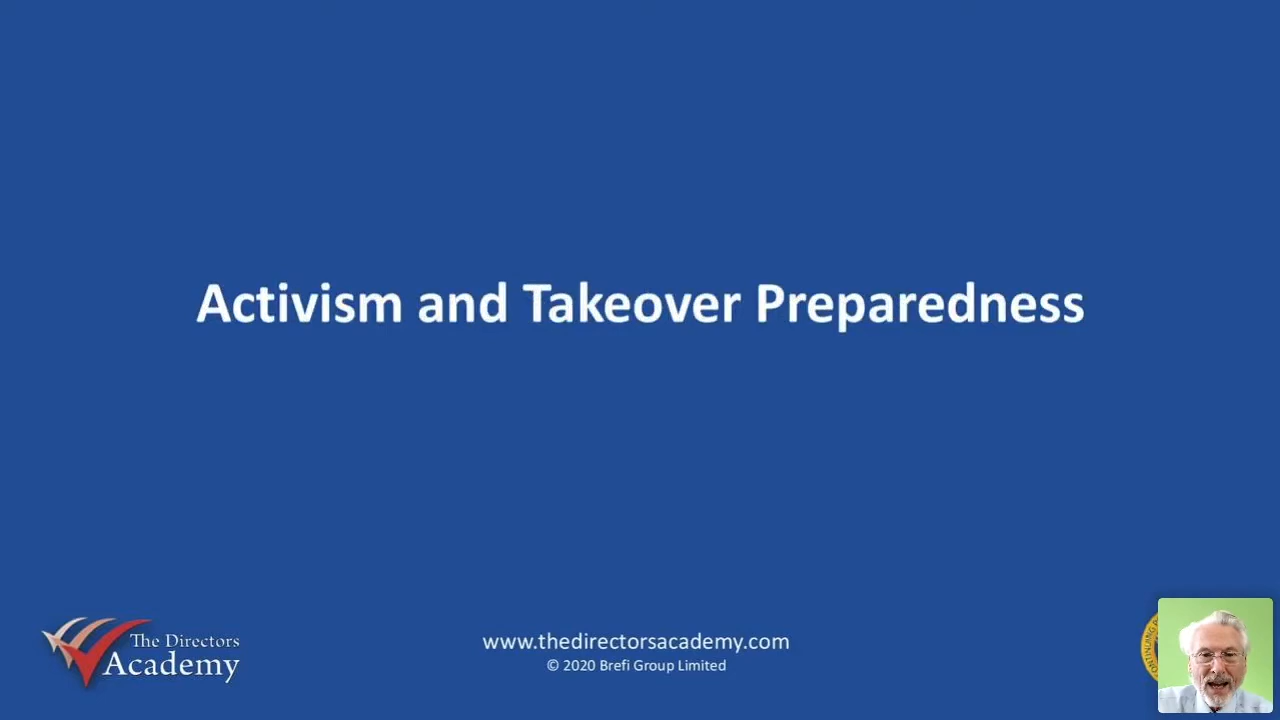 Activism and Takeover Preparedness
The Directors
Academy
www.thedirectorsacademy.com
© 2020 Brefi Group Limited